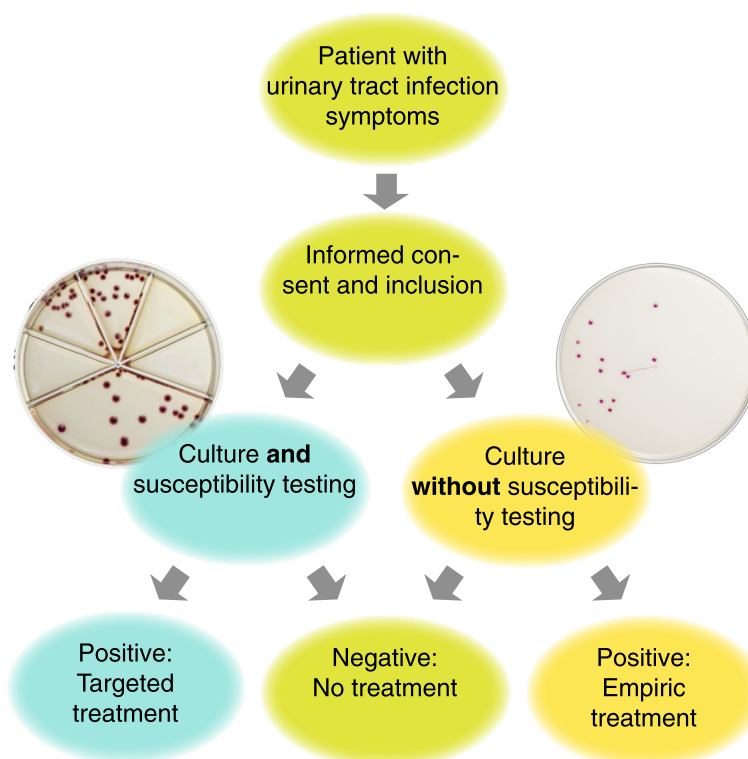 Patient with
urinary tract infection
symptoms
Informed con-
sent and inclusion
Culture and
susceptibility testing
Culture
without susceptibili-
ty testing
Positive:
Targeted
treatment
Negative:
No treatment
Positive:
Empiric
treatment